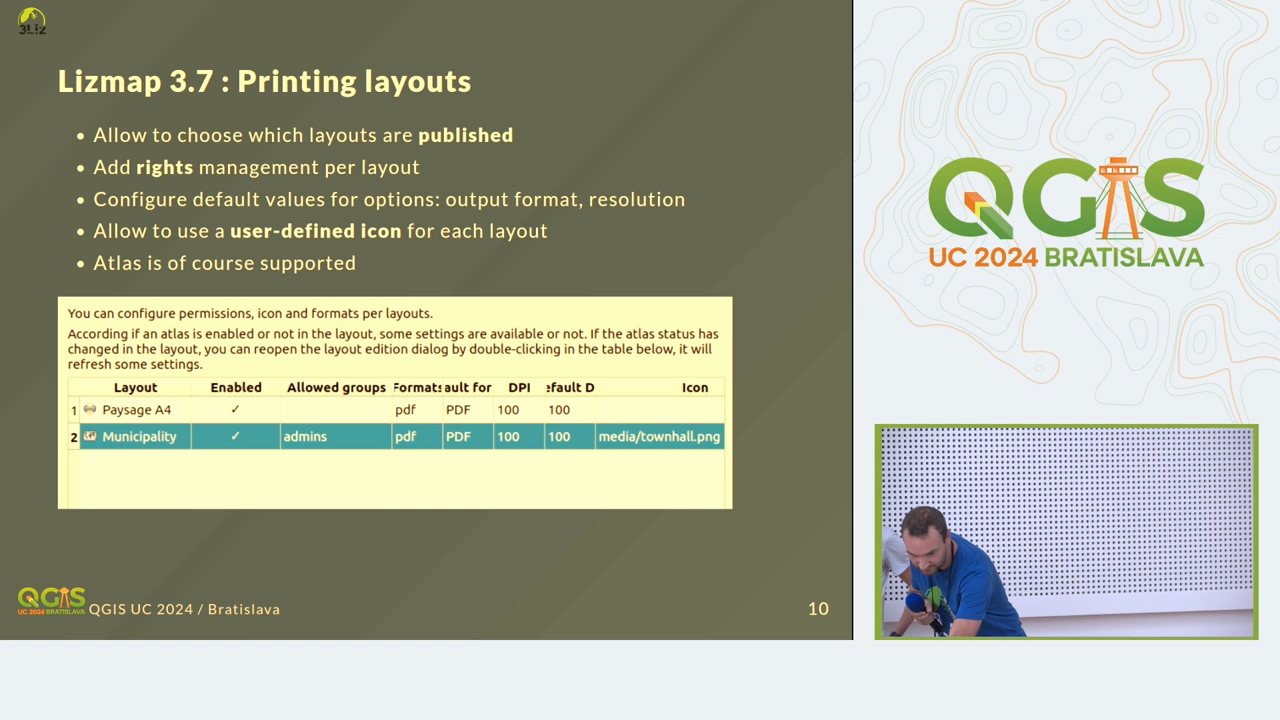 3Liz
Lizmap 3.7 : Printing layouts
• Allow to choose which layouts are published
• Add rights management per layout
• Configure default values for options: output format, resolution
• Allow to use a user-defined icon for each layout
• Atlas is of course supported
You can configure permissions, icon and formats per layouts.
According if an atlas is enabled or not in the layout, some settings are available or not. If the atlas status has
changed in the layout, you can reopen the layout edition dialog by double-clicking in the table below, it will
refresh some settings.
Layout Enabled Allowed groups Formats ault for DPI efault D Icon
1 Paysage A4 ✓ pdf PDF 100 100
2 Municipality ✓ admins pdf PDF 100 100 media/townhall.png
QGIS
UC 2024 BRATISLAVA
QGIS UC 2024 / Bratislava
10
QGIS
UC 2024 BRATISLAVA